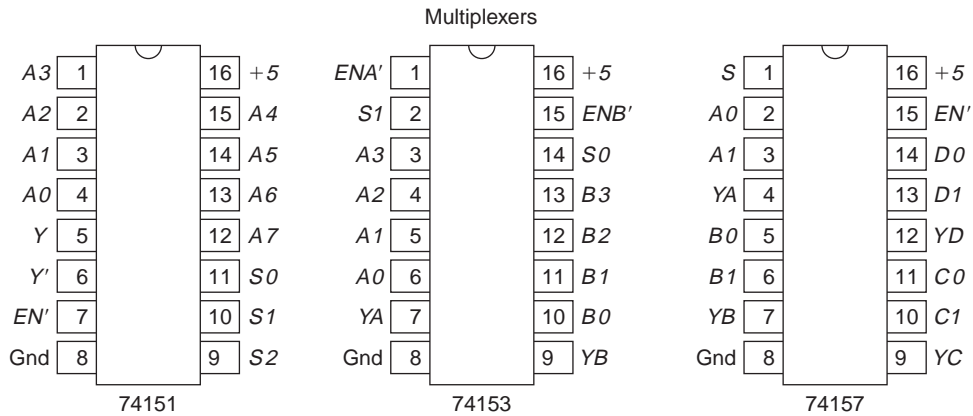 Multiplexers
A3 1 16 +5 ENA' 1 16 +5 S 1 16 +5
A2 2 15 A4 S1 2 15 ENB' A0 2 15 EN'
A1 3 14 A5 A3 3 14 S0 A1 3 14 D0
A0 4 13 A6 A2 4 13 B3 YA 4 13 D1
Y 5 12 A7 A1 5 12 B2 B0 5 12 YD
Y' 6 11 S0 A0 6 11 B1 B1 6 11 C0
EN' 7 10 S1 YA 7 10 B0 YB 7 10 C1
Gnd 8 9 S2 Gnd 8 9 YB Gnd 8 9 YC
74151 74153 74157